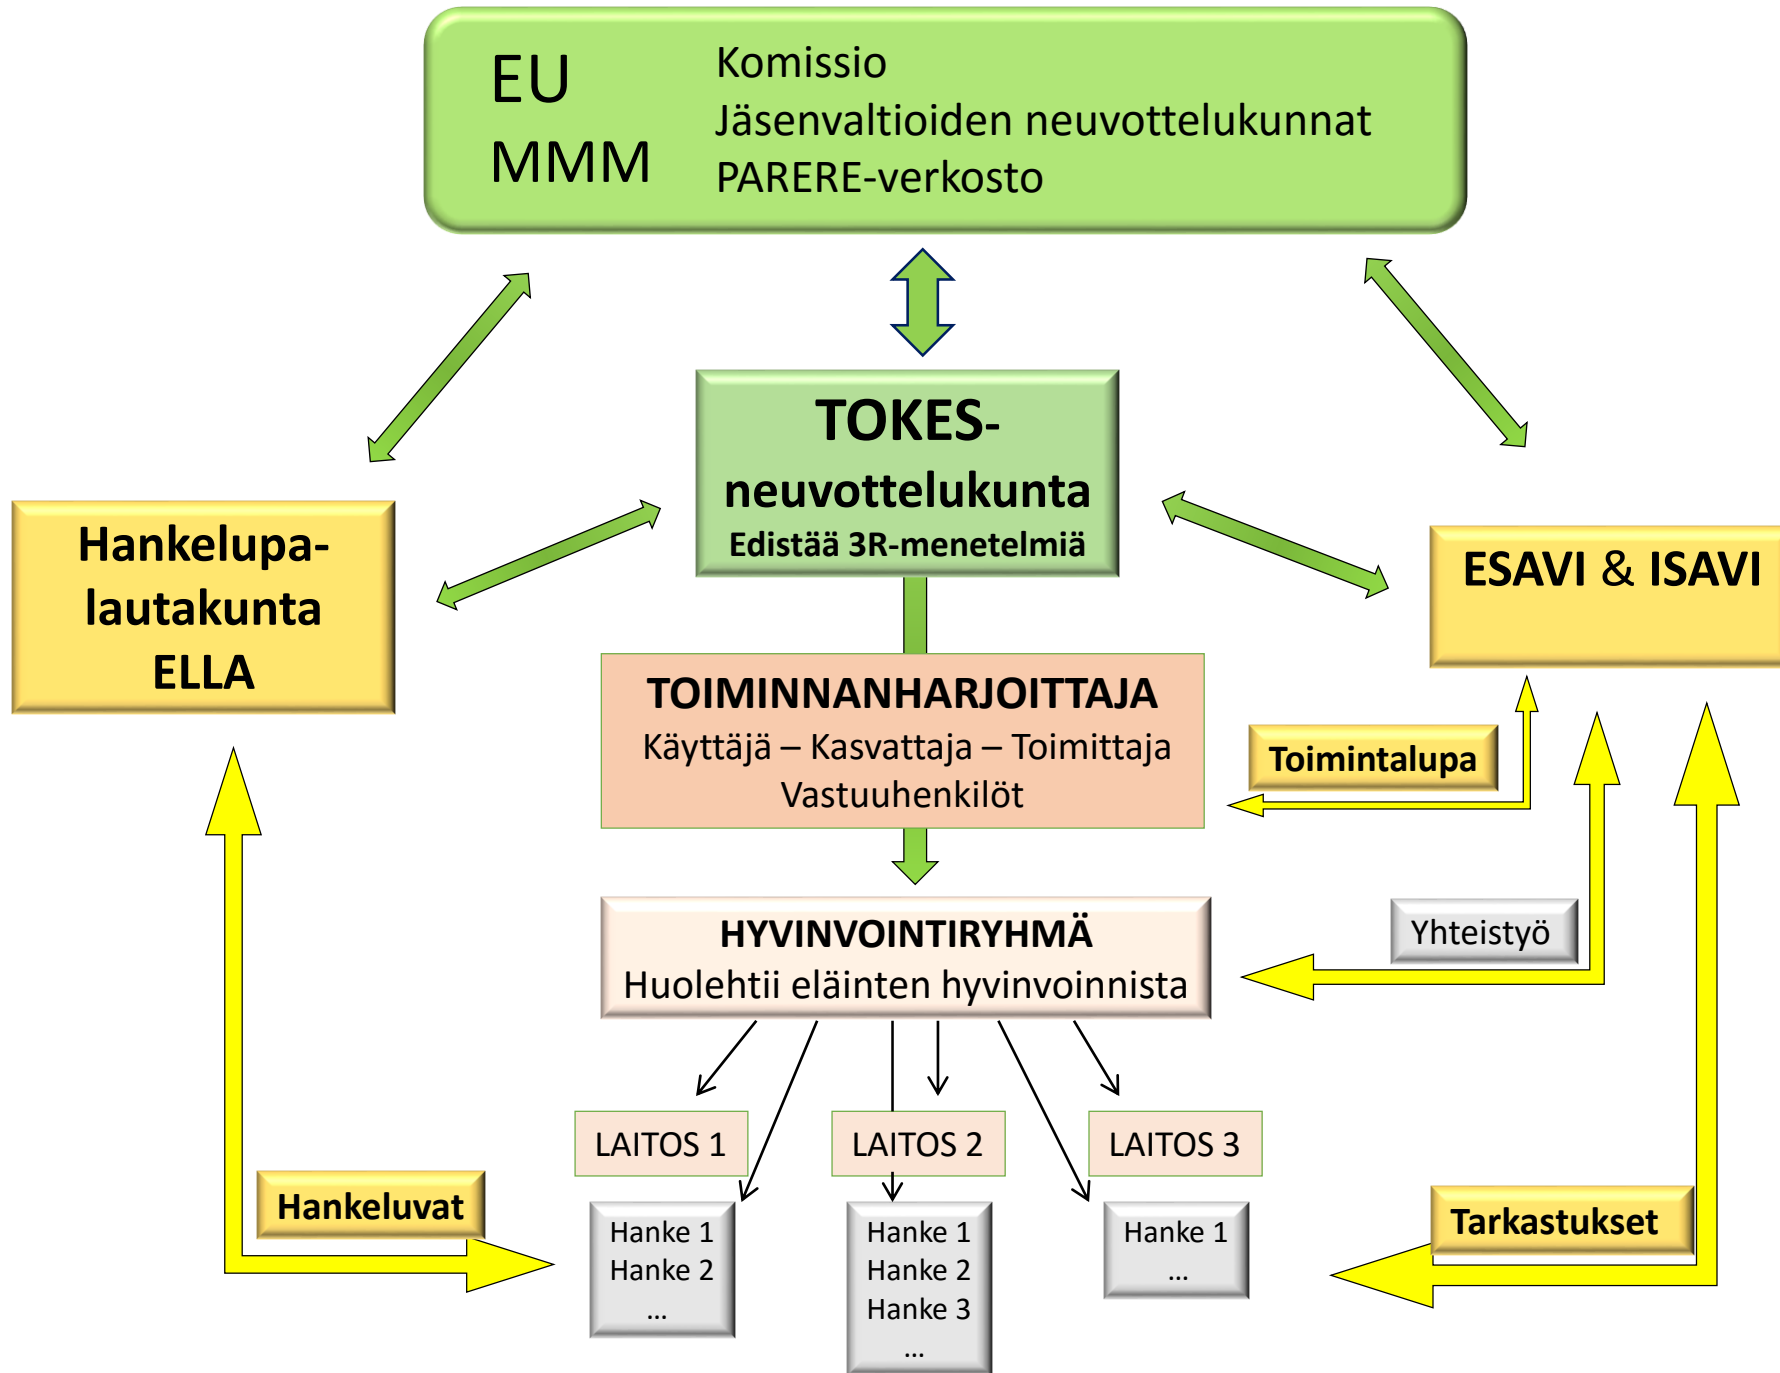 EU
MMM
Komissio
Jäsenvaltioiden neuvottelukunnat
PARERE-verkosto
TOKES-
neuvottelukunta
Edistää 3R-menetelmiä
Hankelupa-
lautakunta
ELLA
ESAVI & ISAVI
TOIMINNANHARJOITTAJA
Käyttäjä – Kasvattaja – Toimittaja
Vastuuhenkilöt
Toimintalupa
HYVINVOINTIRYHMÄ
Huolehtii eläinten hyvinvoinnista
Yhteistyö
LAITOS 1
LAITOS 2
LAITOS 3
Hankeluvat
Hanke 1
Hanke 2
...
Hanke 1
Hanke 2
Hanke 3
...
Hanke 1
...
Tarkastukset